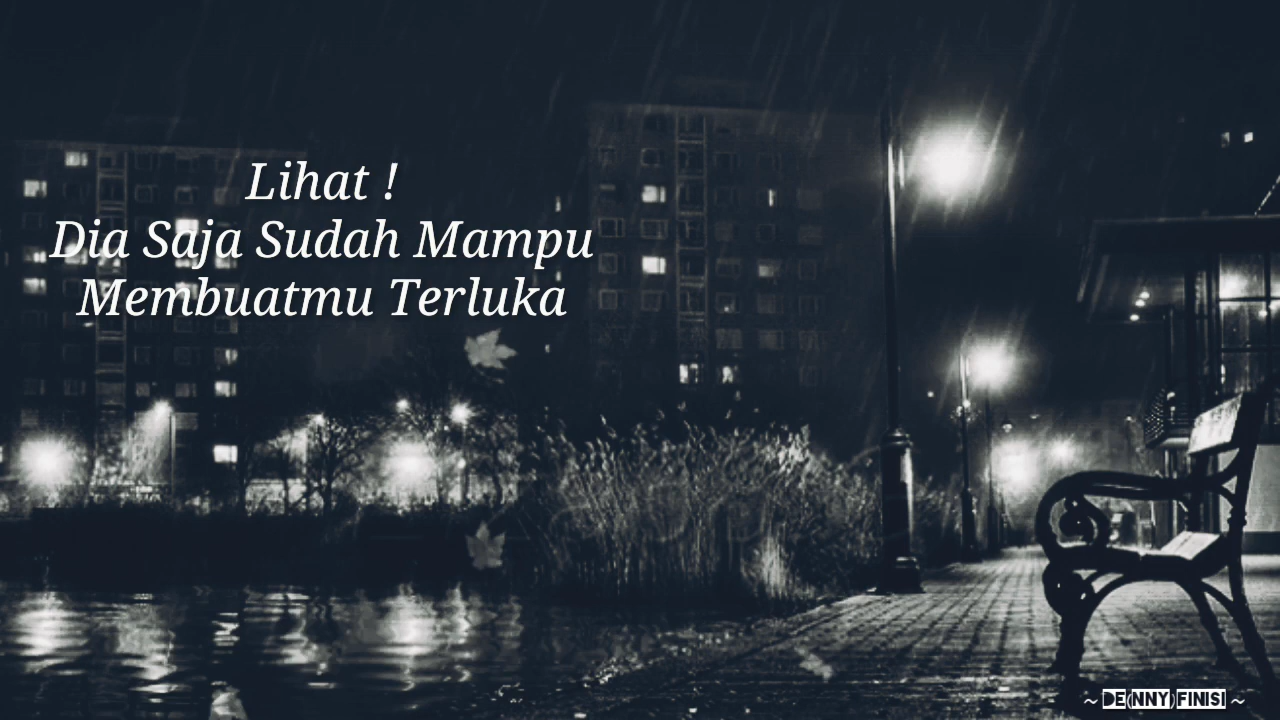 Lihat !
Dia Saja Sudah Mampu
Membuatmu Terluka
~ DE(NNY)FINISI ~